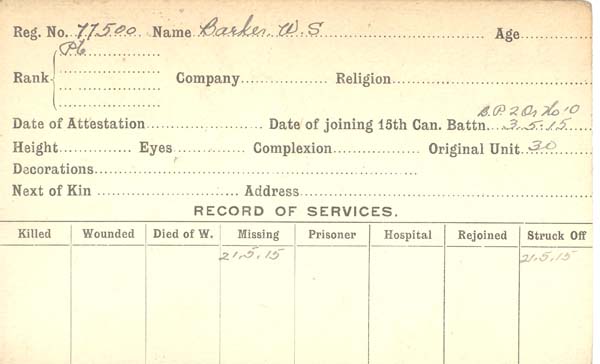 Reg. No. 77500 Name Barker W. S Age
Pte
Rank Company Religion
B. P. 2 Or No 10
Date of Attestation Date of joining 15th Can. Battn. 3.5.15
Height Eyes Complexion Original Unit 30
Decorations
Next of Kin Address
RECORD OF SERVICES.
Killed Wounded Died of W. Missing Prisoner Hospital Rejoined Struck Off
21.5.15 21.5.15